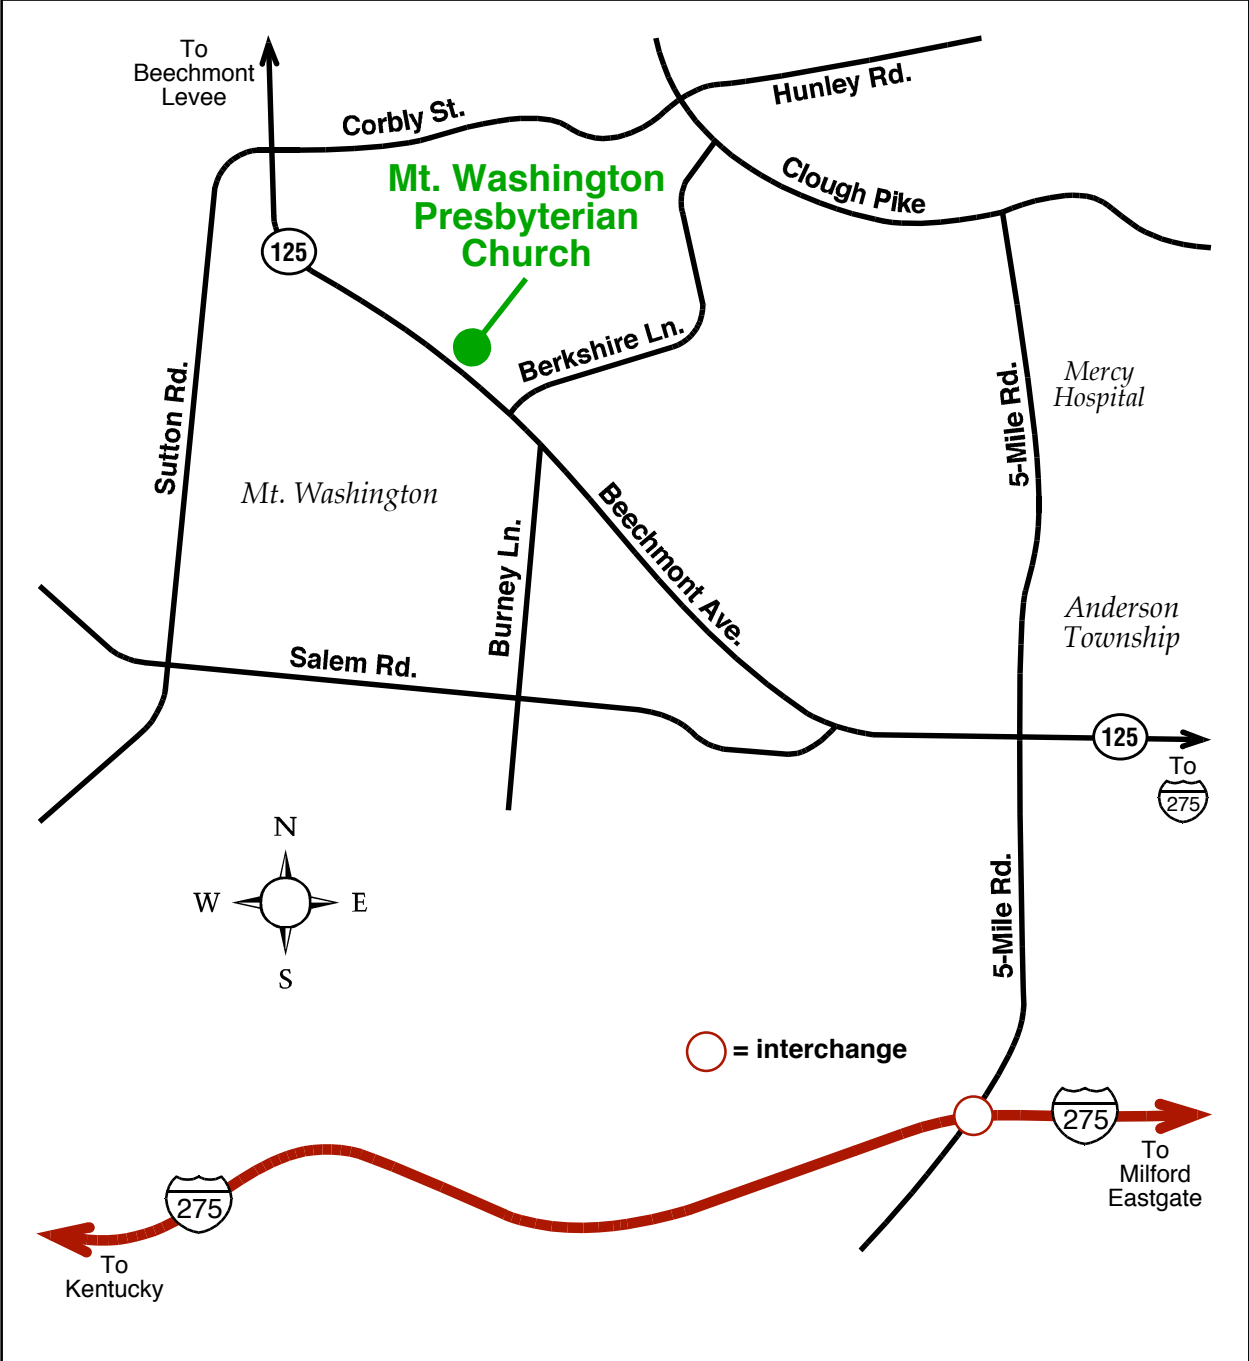 To
Beechmont
Levee
Corbly St.
Hunley Rd.
Mt. Washington
Presbyterian
Church
Clough Pike
125
Berkshire Ln.
Sutton Rd.
5-Mile Rd.
Mercy
Hospital
Mt. Washington
Beechmont Ave.
Burney Ln.
Anderson
Township
Salem Rd.
125
To
275
N
W
E
S
5-Mile Rd.
= interchange
275
To
Milford
Eastgate
275
To
Kentucky